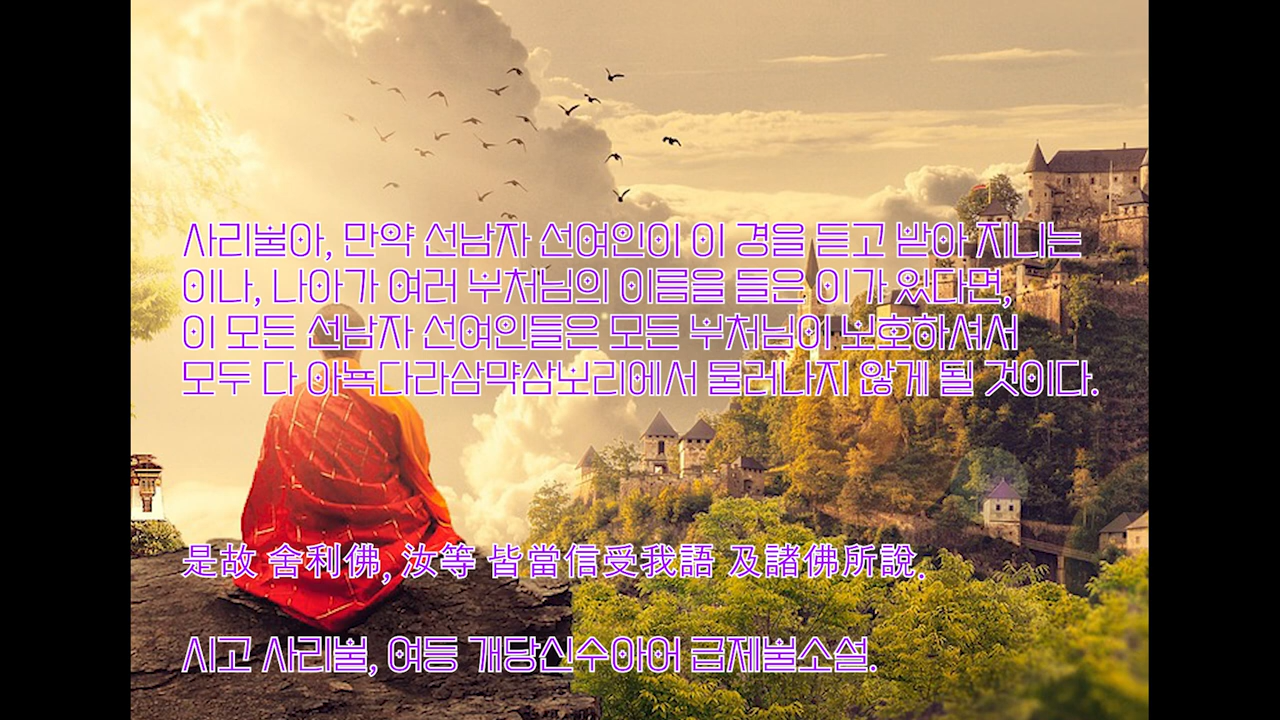 사리불아, 만약 선남자 선여인이 이 경을 듣고 받아 지니는
이나, 나아가 여러 부처님의 이름을 들은 이가 있다면,
이 모든 선남자 선여인들은 모든 부처님이 보호하셔서
모두 다 아뇩다라삼먁삼보리에서 물러나지 않게 될 것이다.
是故 舍利佛, 汝等 皆當信受我語 及諸佛所說.
시고 사리불, 여등 개당신수아어 급제불소설.